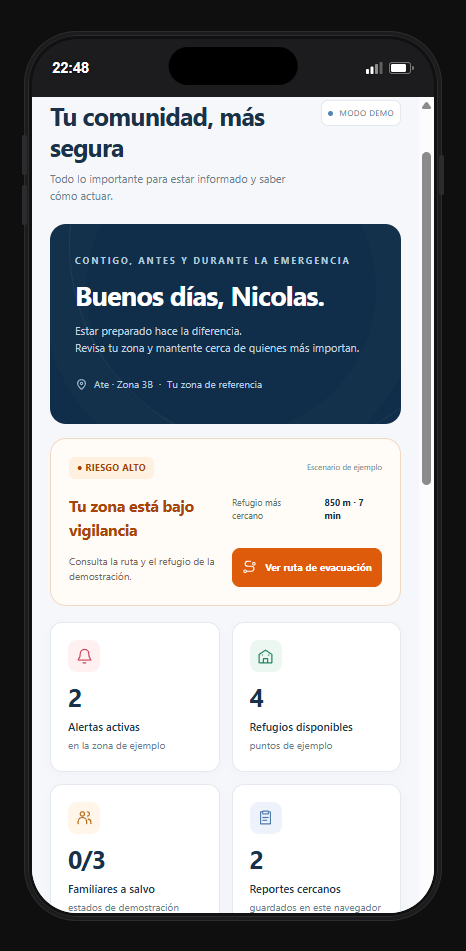 22:48
Tu comunidad, más
segura
MODO DEMO
Todo lo importante para estar informado y saber
cómo actuar.
CONTIGO, ANTES Y DURANTE LA EMERGENCIA
Buenos días, Nicolas.
Estar preparado hace la diferencia.
Revisa tu zona y mantente cerca de quienes más importan.
Ate · Zona 3B · Tu zona de referencia
RIESGO ALTO
Escenario de ejemplo
Tu zona está bajo
vigilancia
Consulta la ruta y el refugio de la
demostración.
Refugio más
cercano
850 m · 7
min
Ver ruta de evacuación
2
Alertas activas
en la zona de ejemplo
4
Refugios disponibles
puntos de ejemplo
0/3
Familiares a salvo
estados de demostración
2
Reportes cercanos
guardados en este navegador